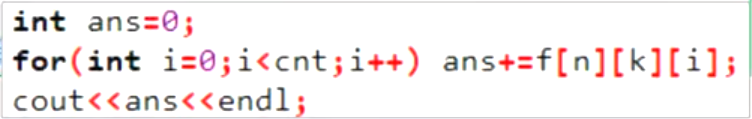 int ans=0;
for(int i=0;i<cnt;i++) ans+=f[n][k][i];
cout<<ans<<endl;